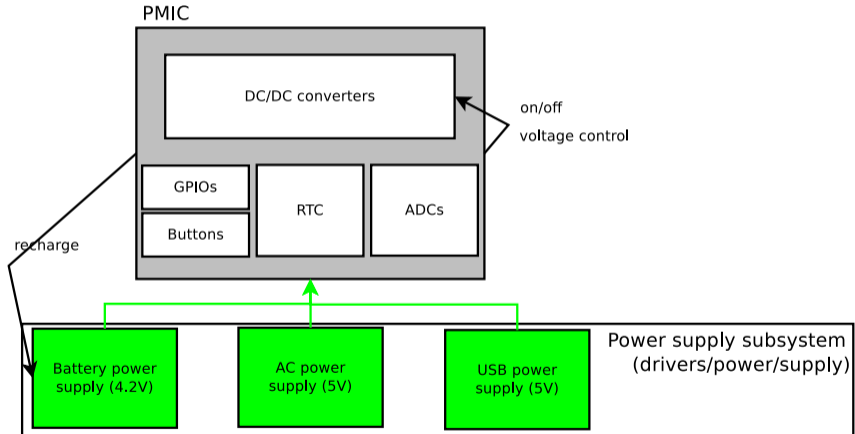 PMIC
DC/DC converters
on/off
voltage control
GPIOs
RTC
ADCs
Buttons
recharge
Power supply subsystem
(drivers/power/supply)
Battery power
supply (4.2V)
AC power
supply (5V)
USB power
supply (5V)